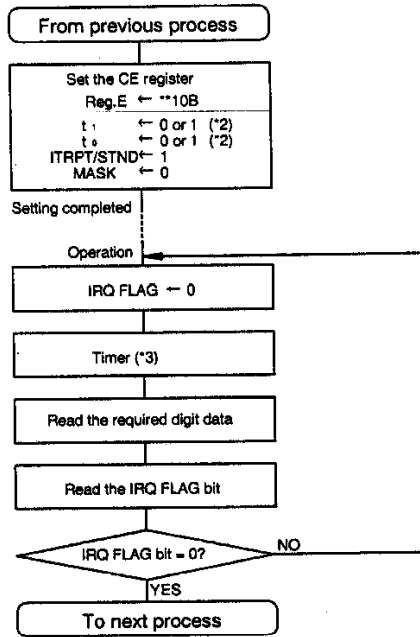 From previous process
Set the CE register
Reg.E ← **10B
t 1 ← 0 or 1 (*2)
t 0 ← 0 or 1 (*2)
ITRPT/STND ← 1
MASK ← 0
Setting completed
Operation
IRQ FLAG ← 0
Timer (*3)
Read the required digit data
Read the IRQ FLAG bit
IRQ FLAG bit = 0?
NO
YES
To next process